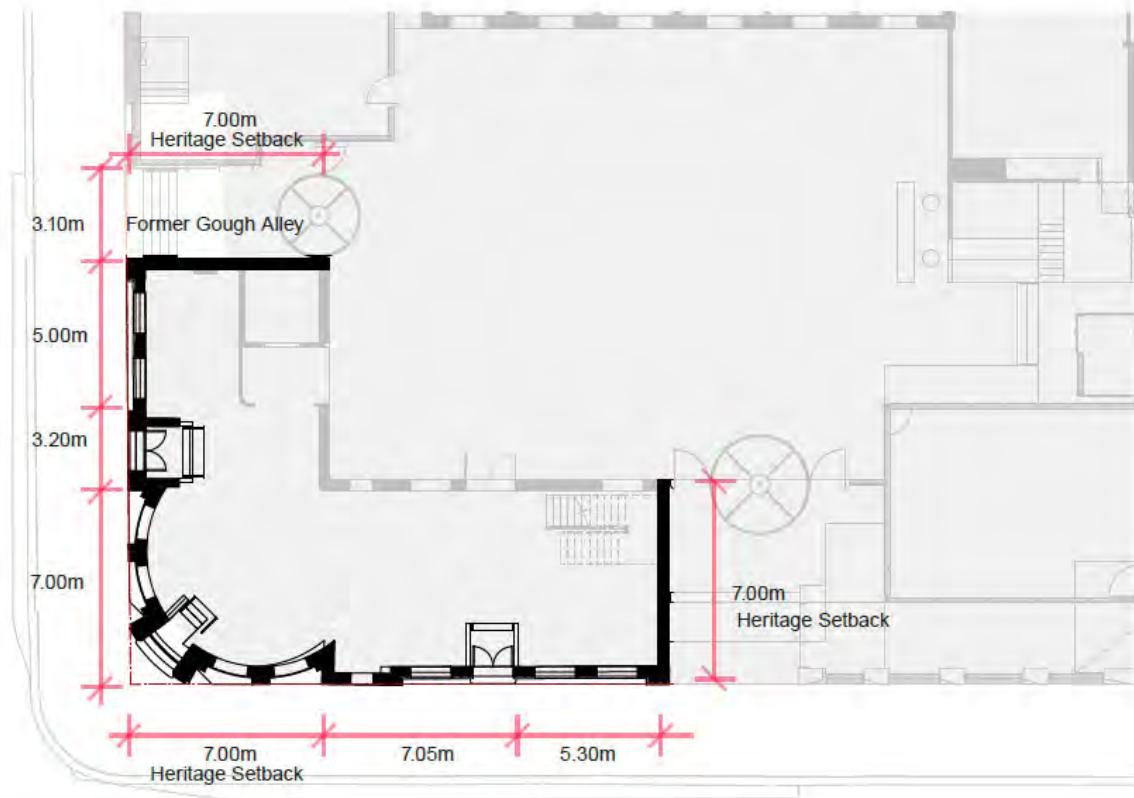 7.00m
Heritage Setback
3.10m
Former Gough Alley
5.00m
3.20m
7.00m
7.00m
Heritage Setback
7.00m
Heritage Setback
7.05m
5.30m